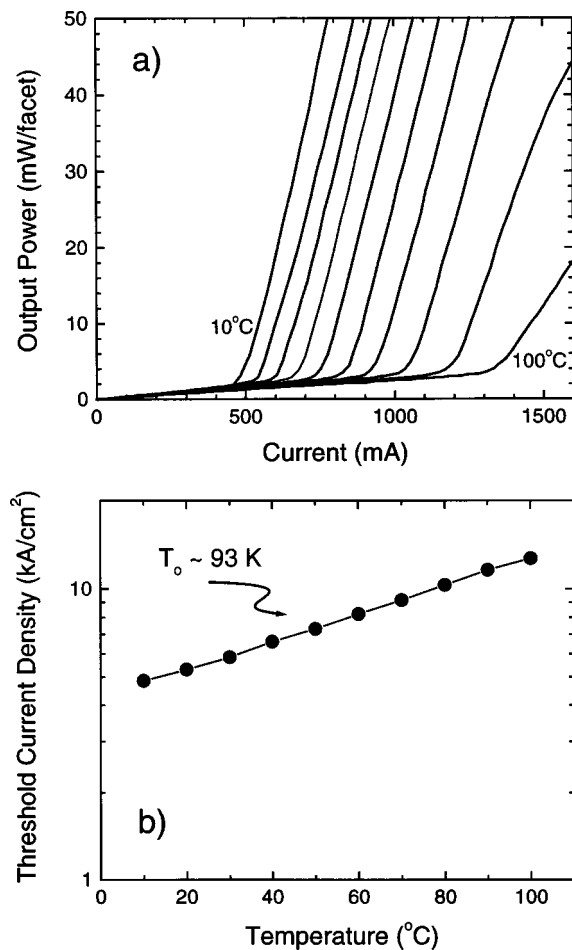 a)
Output Power (mW/facet)
50
40
30
20
10
0
10°C
100°C
0
500
1000
1500
Current (mA)
b)
Threshold Current Density (kA/cm²)
10
1
Tₒ ~ 93 K
0
20
40
60
80
100
Temperature (°C)